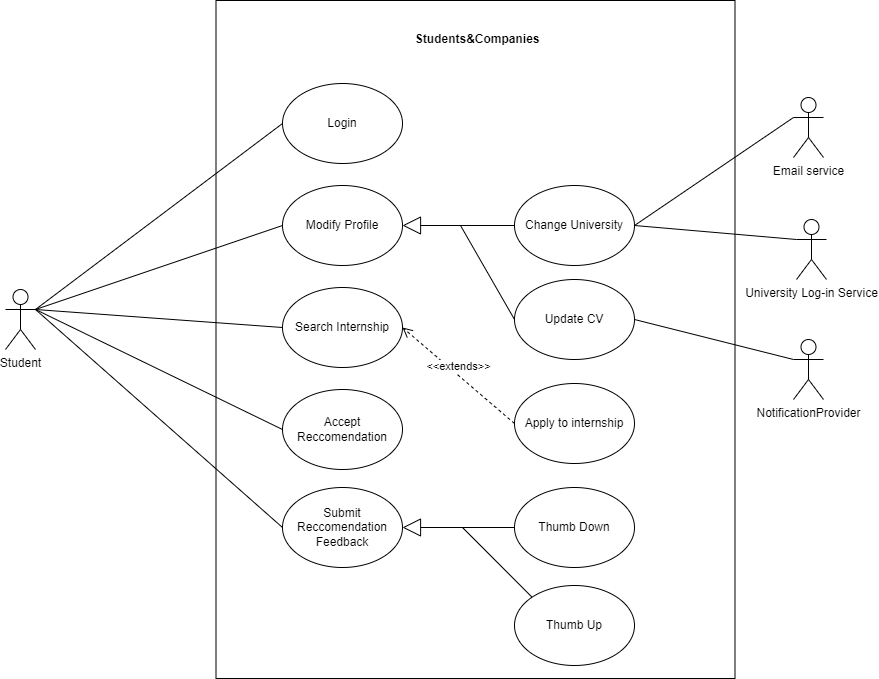 Students&Companies
Login
Email service
Modify Profile
Change University
University Log-in Service
Student
Search Internship
Update CV
<<extends>>
NotificationProvider
Accept
Reccomendation
Apply to internship
Submit
Reccomendation
Feedback
Thumb Down
Thumb Up